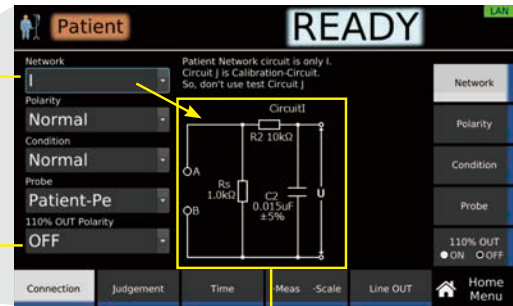 LAN
Patient
READY
Network
I
Patient Network circuit is only I.
Circuit J is Calibration-Circuit.
So, don't use test Circuit J
Polarity
Normal
Condition
Normal
Probe
Patient-Pe
110% OUT Polarity
OFF
CircuitI
R2 10kΩ
A
B
Rs
1.0kΩ
C2
0.015uF
±5%
U
Network
Polarity
Condition
Probe
110% OUT
ON OFF
Connection
Judgement
Time
-Meas -Scale
Line OUT
Home
Menu